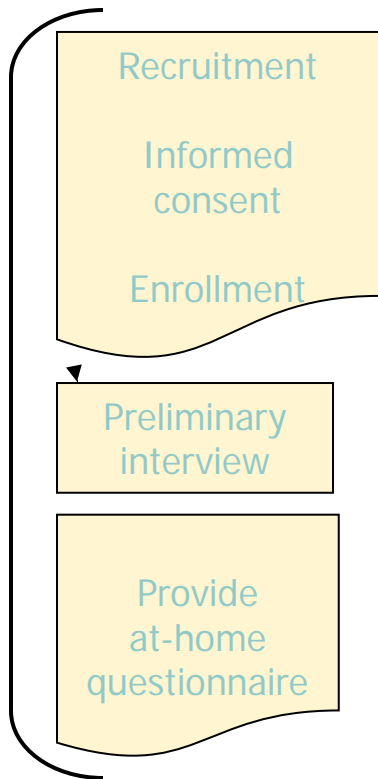 Recruitment
Informed
consent
Enrollment
Preliminary
interview
Provide
at-home
questionnaire